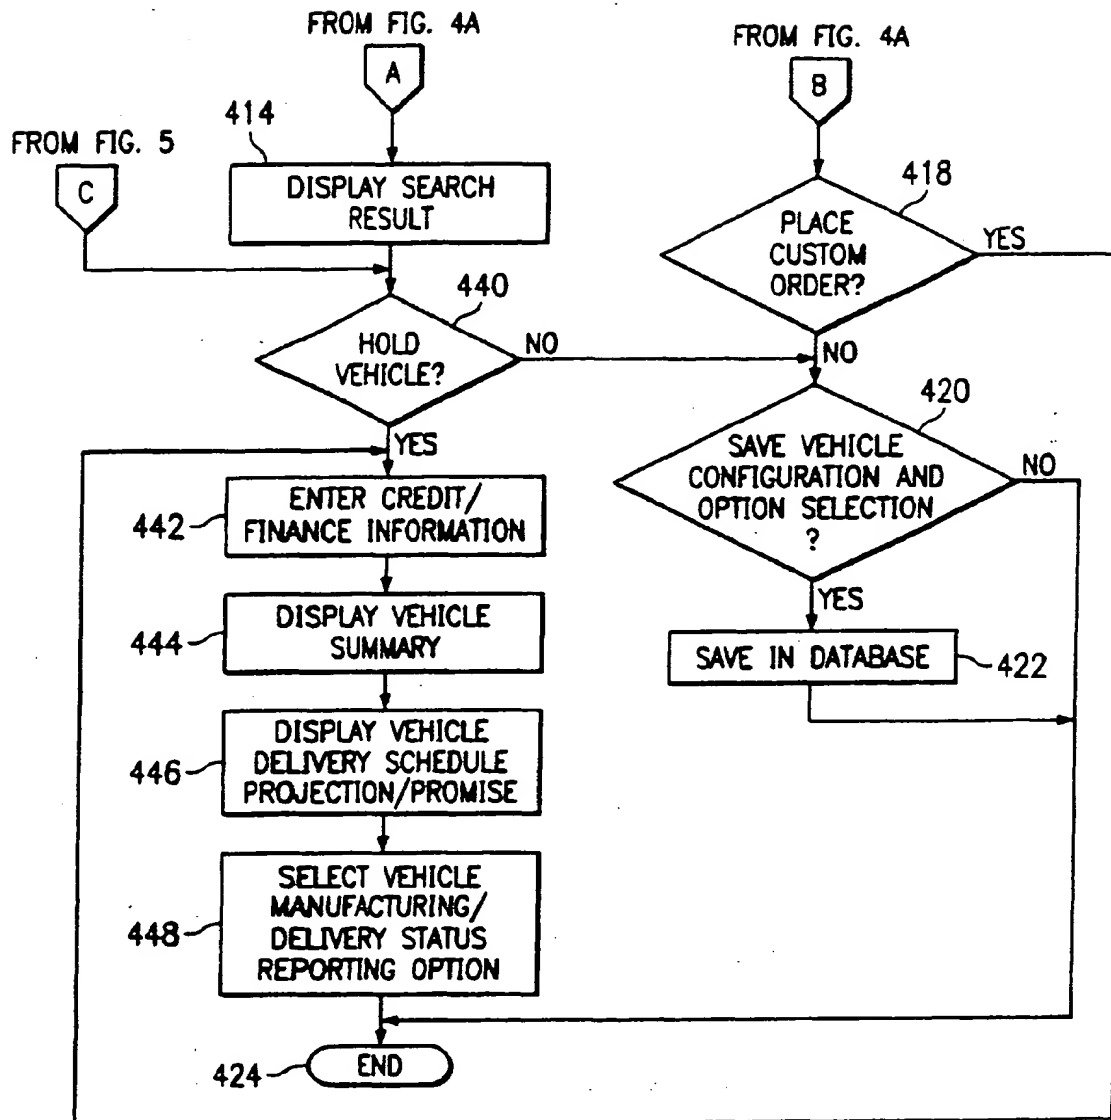 FROM FIG. 4A
A
FROM FIG. 4A
B
FROM FIG. 5
C
414
DISPLAY SEARCH
RESULT
418
PLACE
CUSTOM
ORDER?
YES
NO
440
HOLD
VEHICLE?
NO
YES
420
SAVE VEHICLE
CONFIGURATION AND
OPTION SELECTION
?
NO
YES
442
ENTER CREDIT/
FINANCE INFORMATION
444
DISPLAY VEHICLE
SUMMARY
SAVE IN DATABASE
422
446
DISPLAY VEHICLE
DELIVERY SCHEDULE
PROJECTION/PROMISE
448
SELECT VEHICLE
MANUFACTURING/
DELIVERY STATUS
REPORTING OPTION
424
END